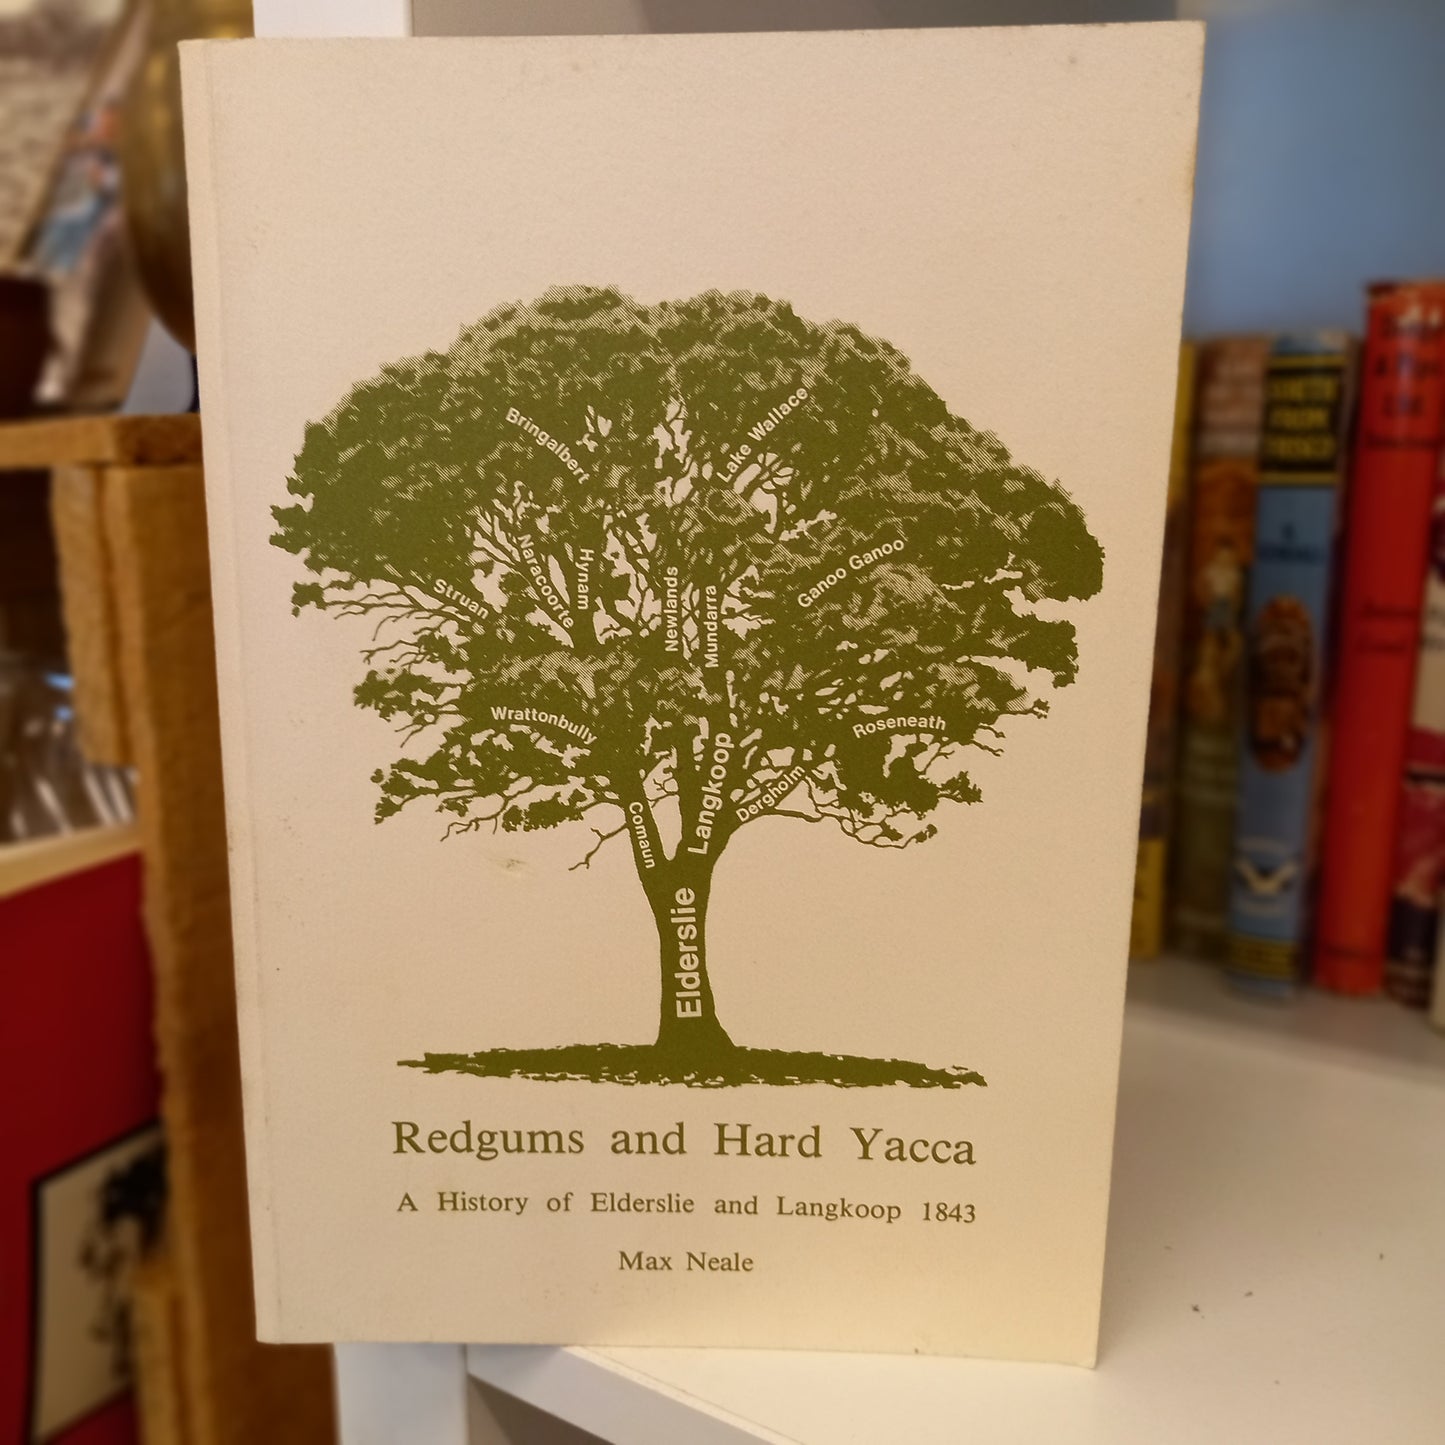 Bringalbert
Lake Wallace
Struan
Naracoorte
Hynam
Newlands
Mundarra
Ganoo Ganoo
Wrattonbully
Roseneath
Comaun
Langkoop
Dergholm
Elderslie
Redgums and Hard Yacca
A History of Elderslie and Langkoop 1843
Max Neale